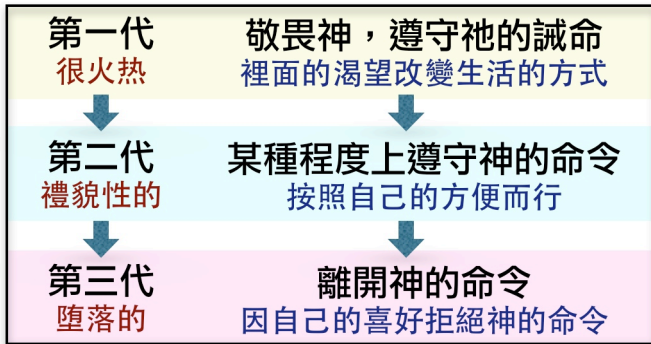 第一代
很火热
敬畏神，遵守祂的誡命
裡面的渴望改變生活的方式
第二代
禮貌性的
某種程度上遵守神的命令
按照自己的方便而行
第三代
堕落的
離開神的命令
因自己的喜好拒絕神的命令